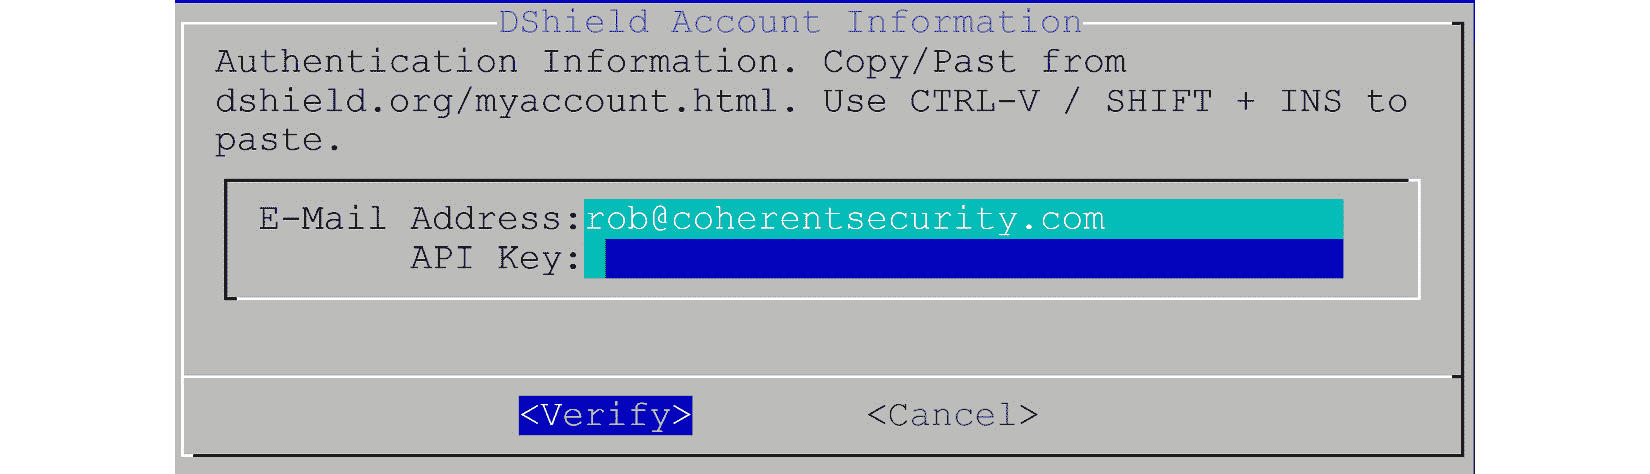 DShield Account Information
Authentication Information. Copy/Past from
dshield.org/myaccount.html. Use CTRL-V / SHIFT + INS to
paste.
E-Mail Address:rob@coherentsecurity.com
API Key:
<Verify> <Cancel>